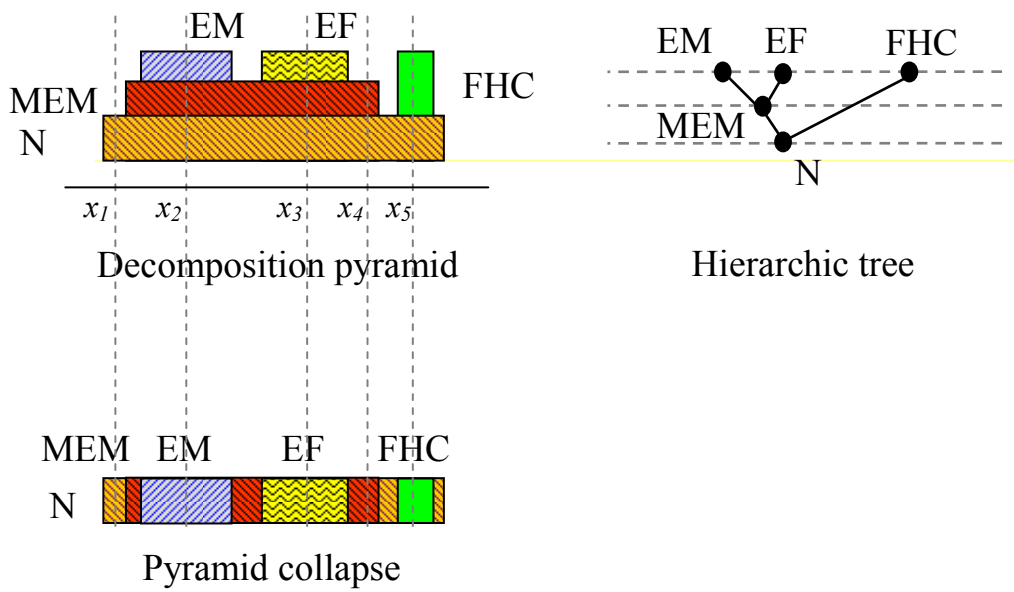 EM EF
MEM
FHC
N
x1 x2 x3 x4 x5
Decomposition pyramid
EM EF FHC
MEM
N
Hierarchic tree
MEM EM EF FHC
N
Pyramid collapse